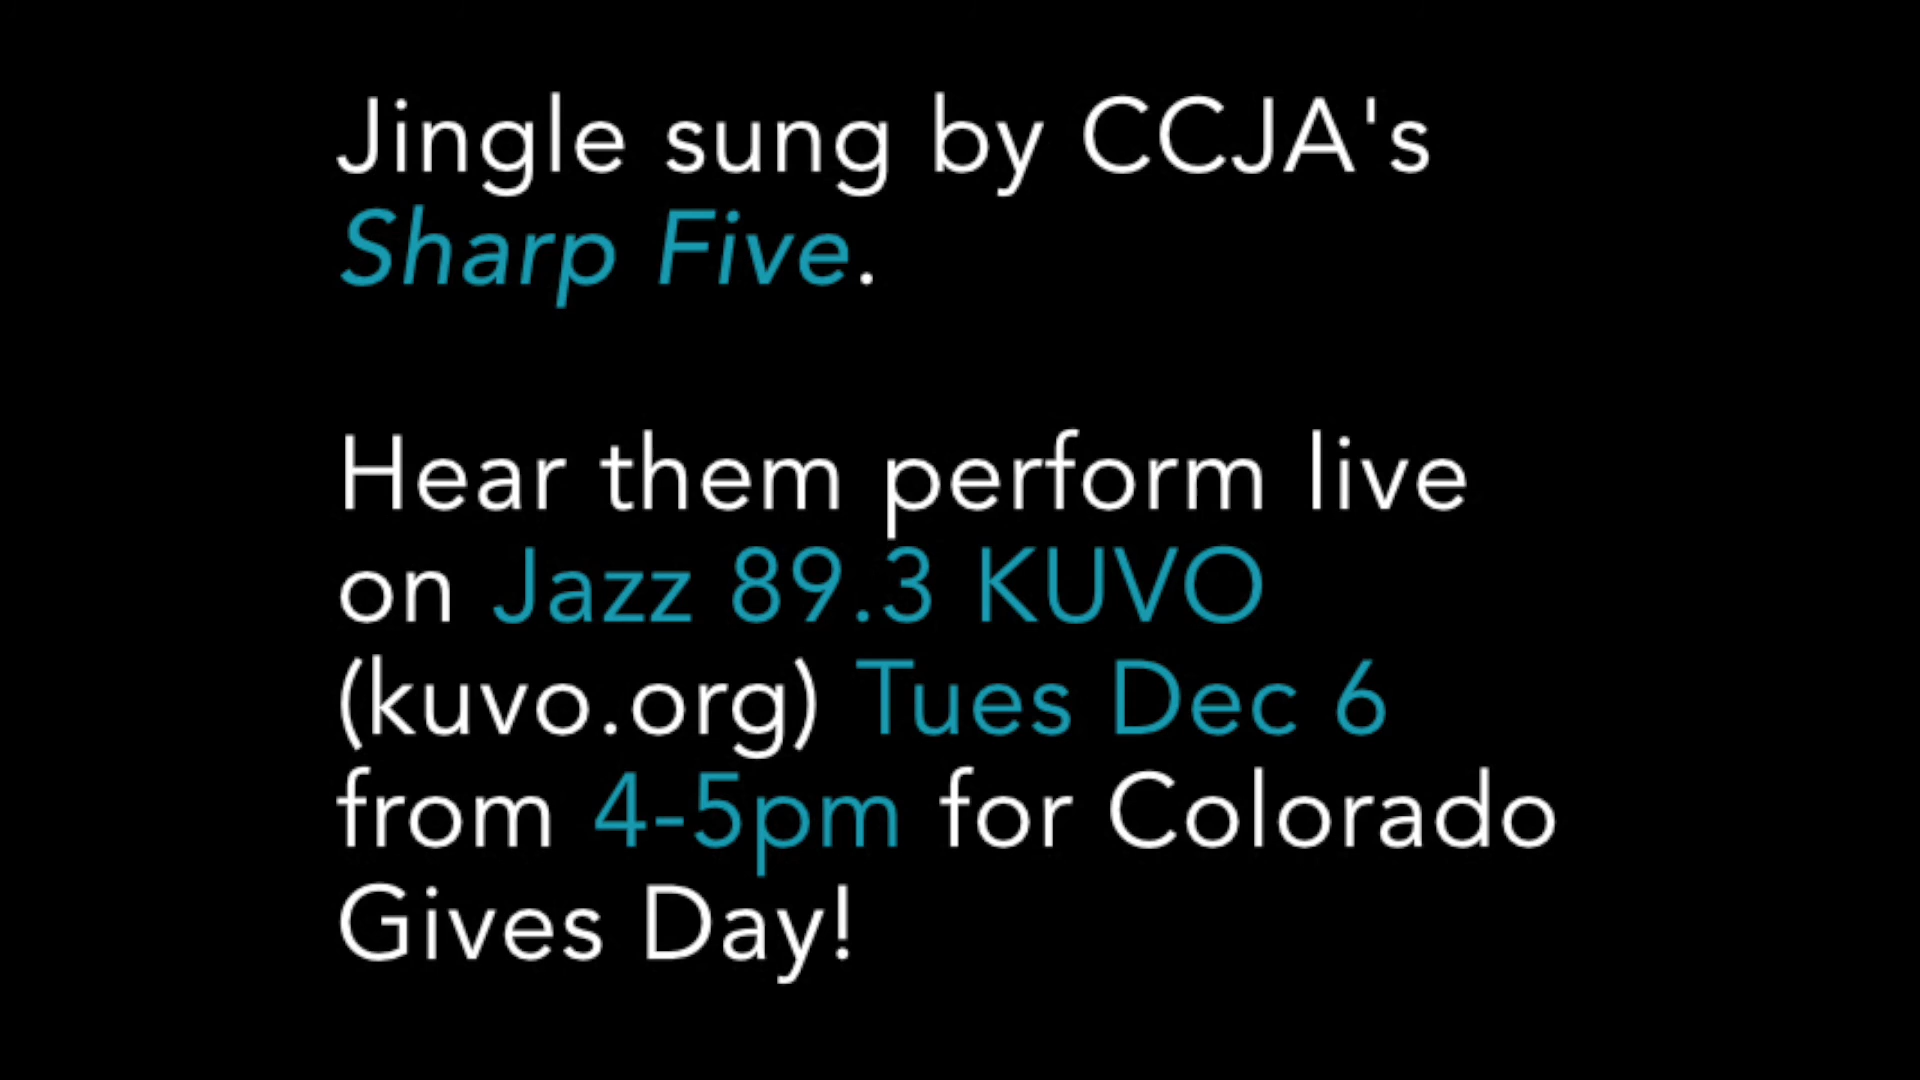 Jingle sung by CCJA's
Sharp Five.
Hear them perform live
on Jazz 89.3 KUVO
(kuvo.org) Tues Dec 6
from 4-5pm for Colorado
Gives Day!